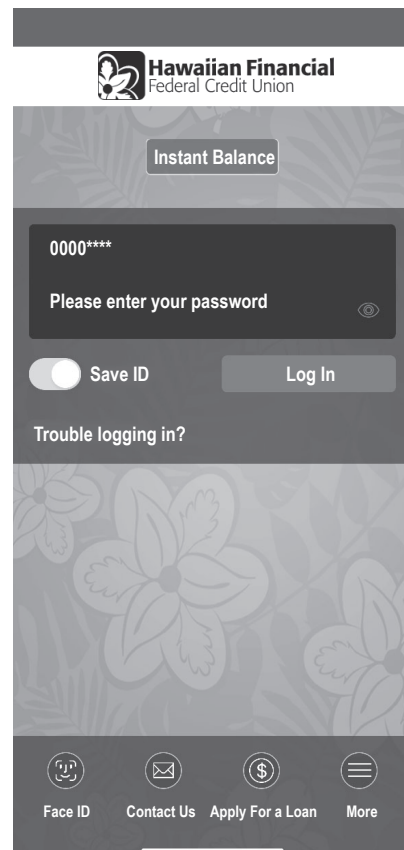 Hawaiian Financial
Federal Credit Union
Instant Balance
0000****
Please enter your password
Save ID
Log In
Trouble logging in?
Face ID
Contact Us
Apply For a Loan
More